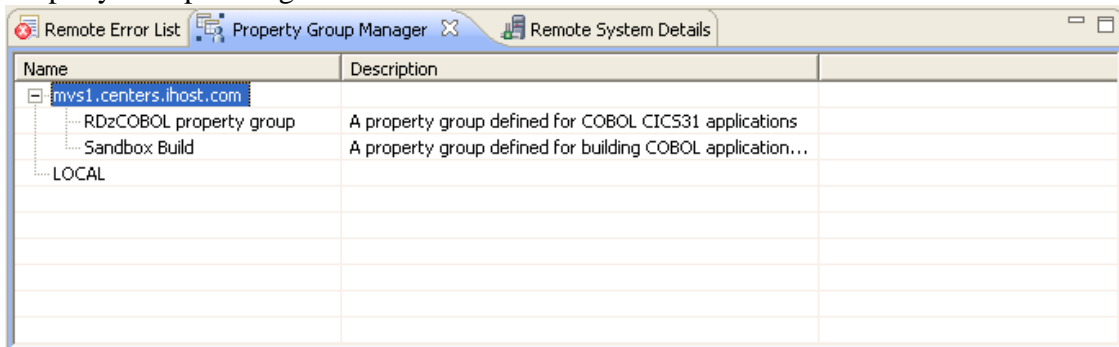 Remote Error List Property Group Manager Remote System Details
Name Description
mvs1.centers.ihost.com
RDzCOBOL property group A property group defined for COBOL CICS31 applications
Sandbox Build A property group defined for building COBOL application...
LOCAL